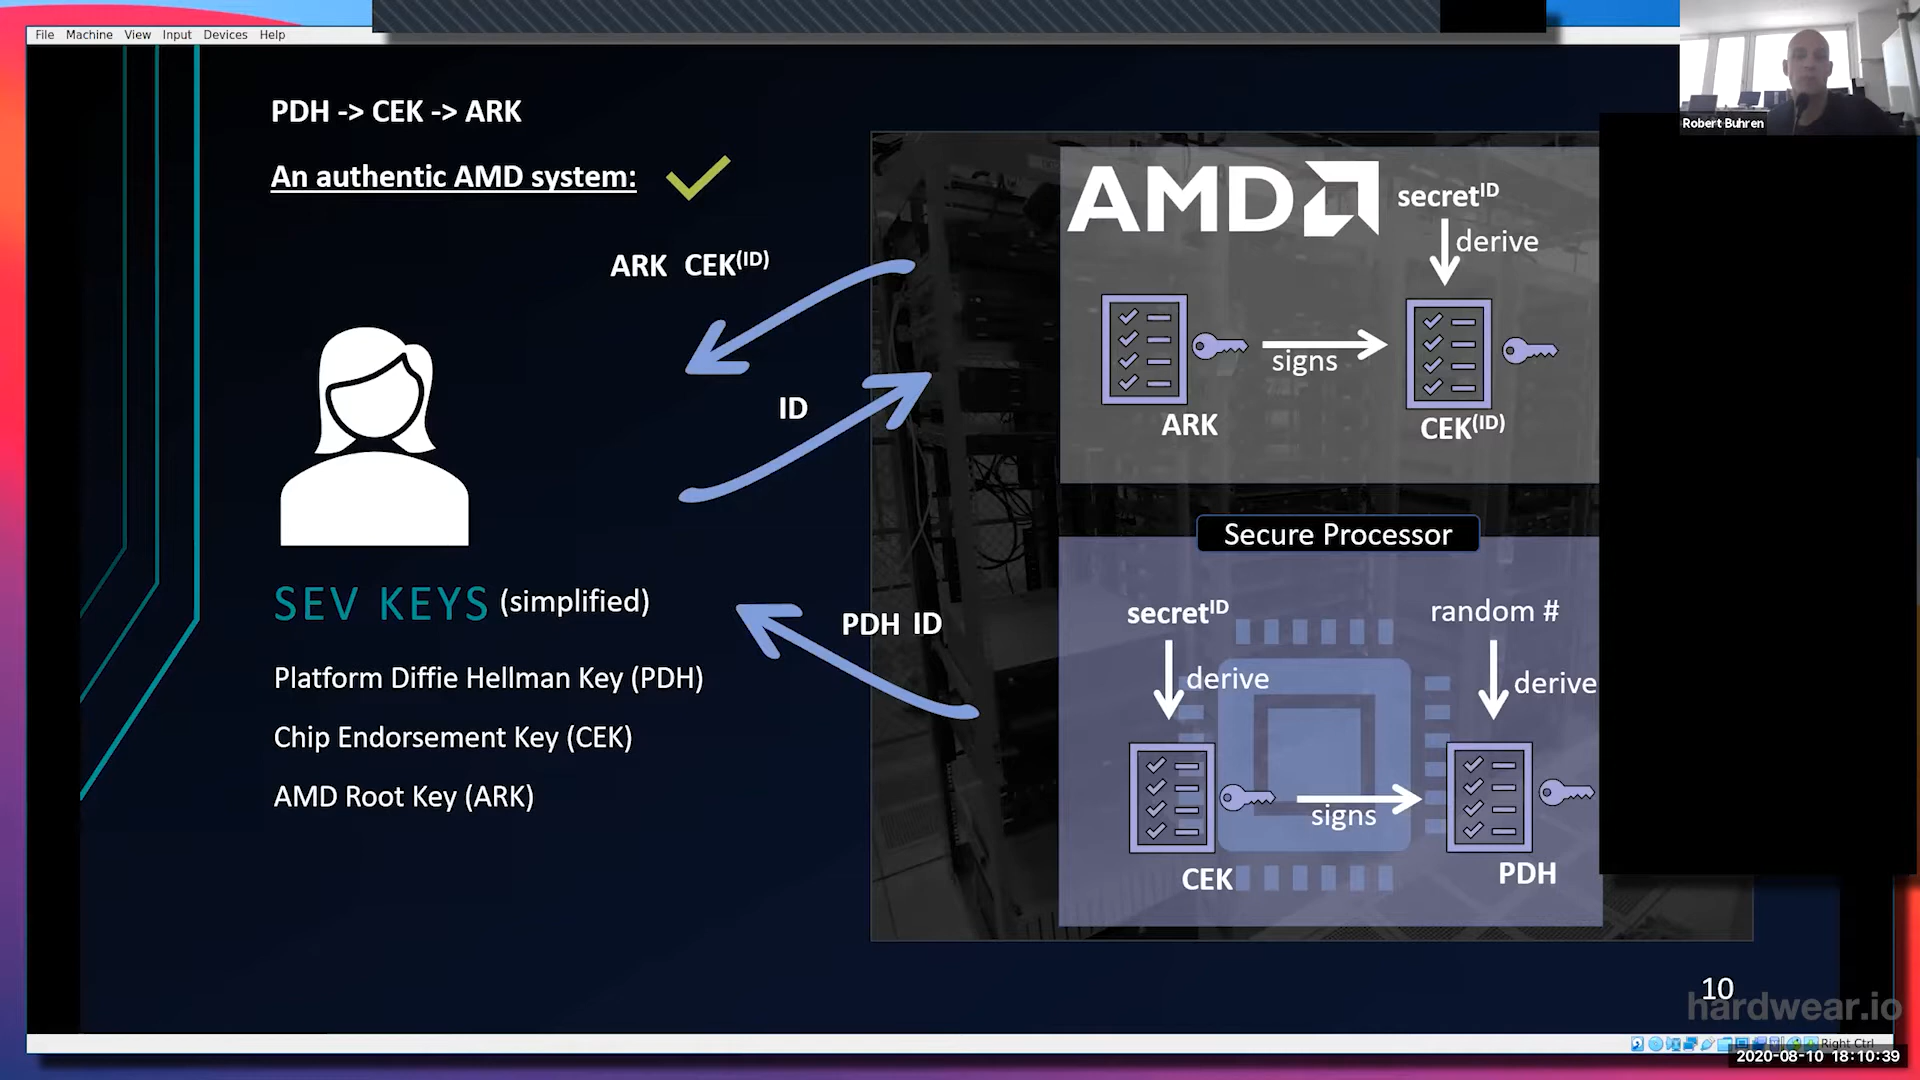 File Machine View Input Devices Help
Robert Buhren
PDH -> CEK -> ARK
An authentic AMD system:
AMD
secretID
derive
ARK CEK(ID)
signs
ARK
CEK(ID)
ID
Secure Processor
SEV KEYS (simplified)
PDH ID
secretID
random #
derive
derive
Platform Diffie Hellman Key (PDH)
Chip Endorsement Key (CEK)
AMD Root Key (ARK)
signs
CEK
PDH
10
hardwear.io
Right Ctrl
2020-08-10 18:10:39